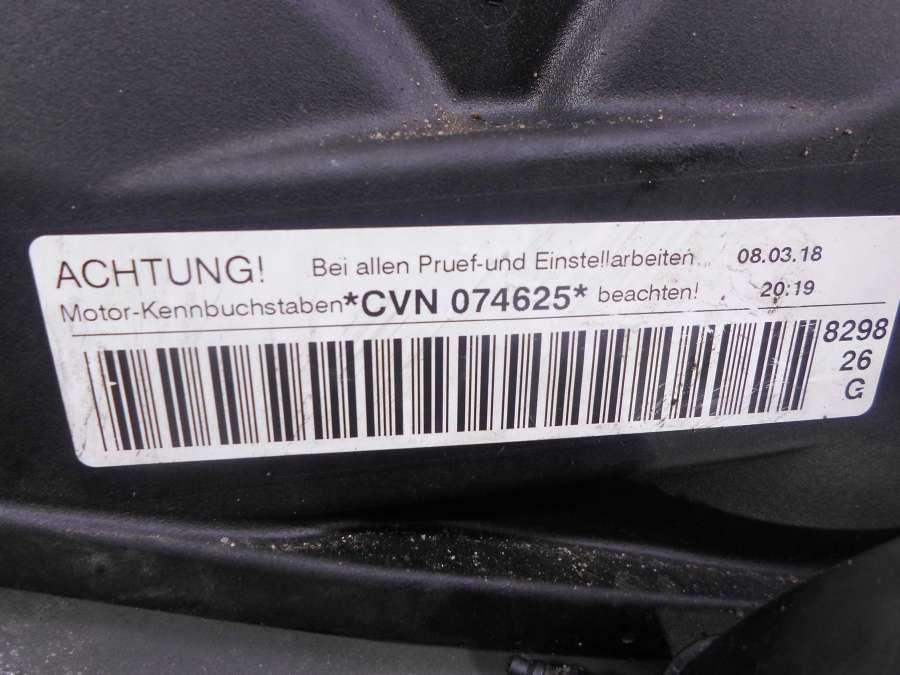 ACHTUNG! Bei allen Pruef-und Einstellarbeiten 08.03.18
Motor-Kennbuchstaben*CVN 074625* beachten! 20:19
8298
26
G